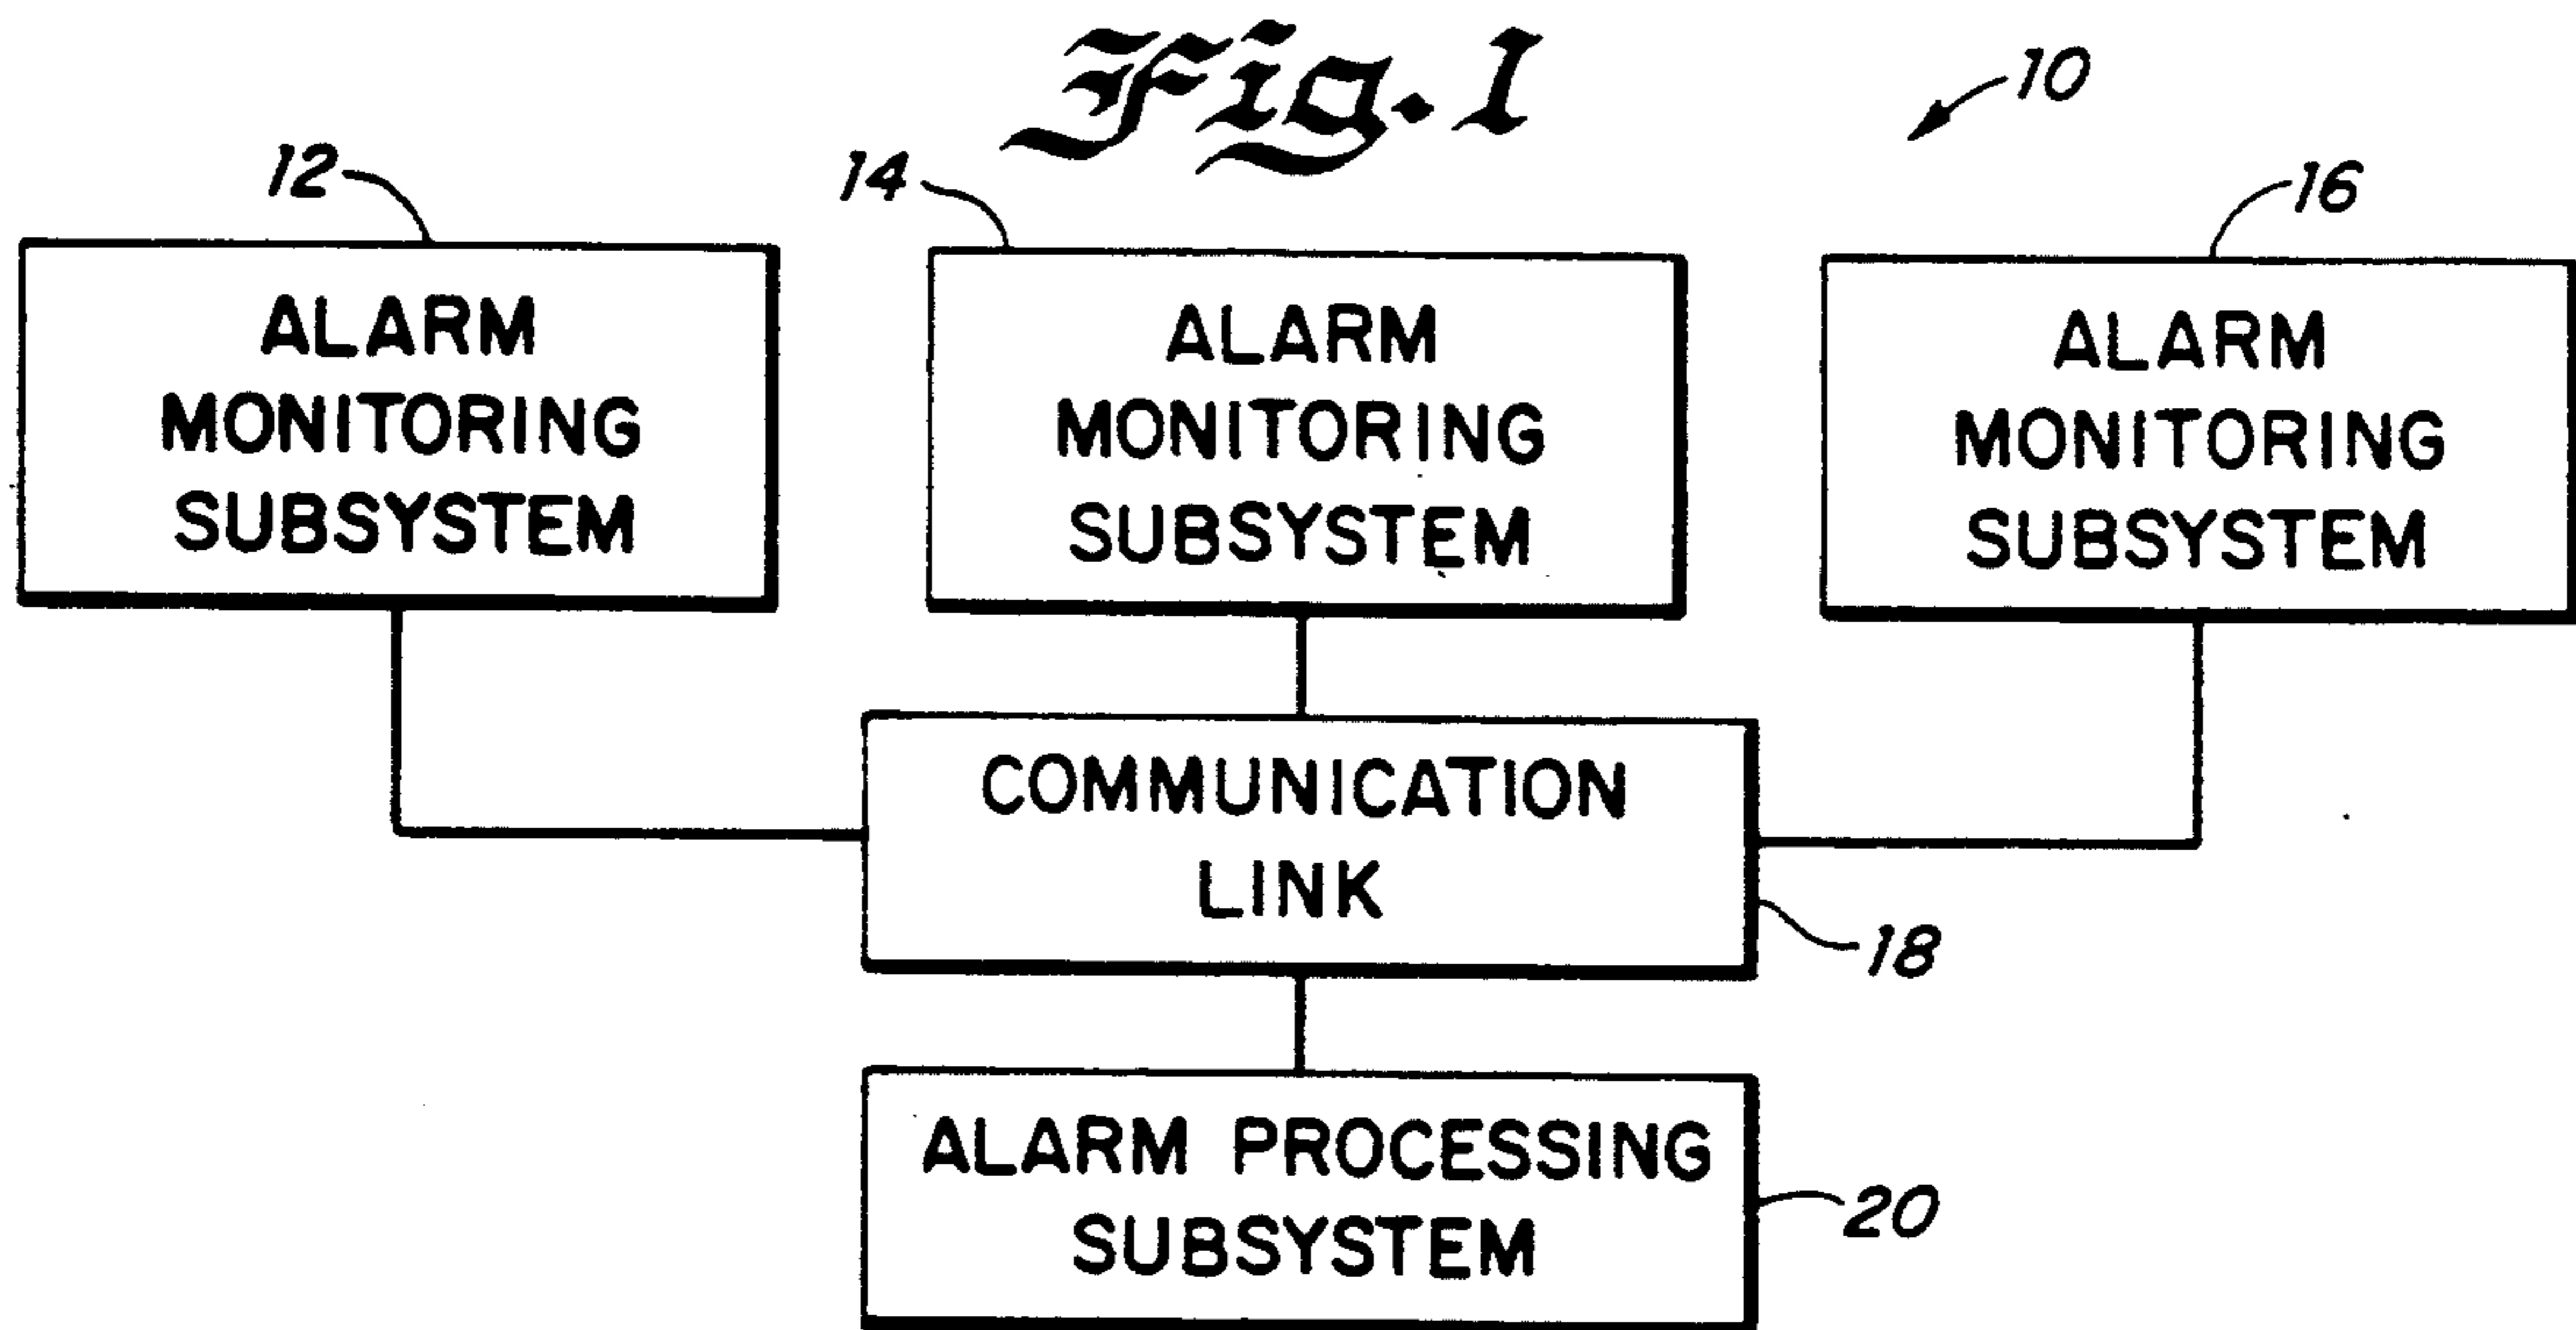 Fig. 1
10
12
14
16
ALARM
MONITORING
SUBSYSTEM
ALARM
MONITORING
SUBSYSTEM
ALARM
MONITORING
SUBSYSTEM
COMMUNICATION
LINK
18
ALARM PROCESSING
SUBSYSTEM
20